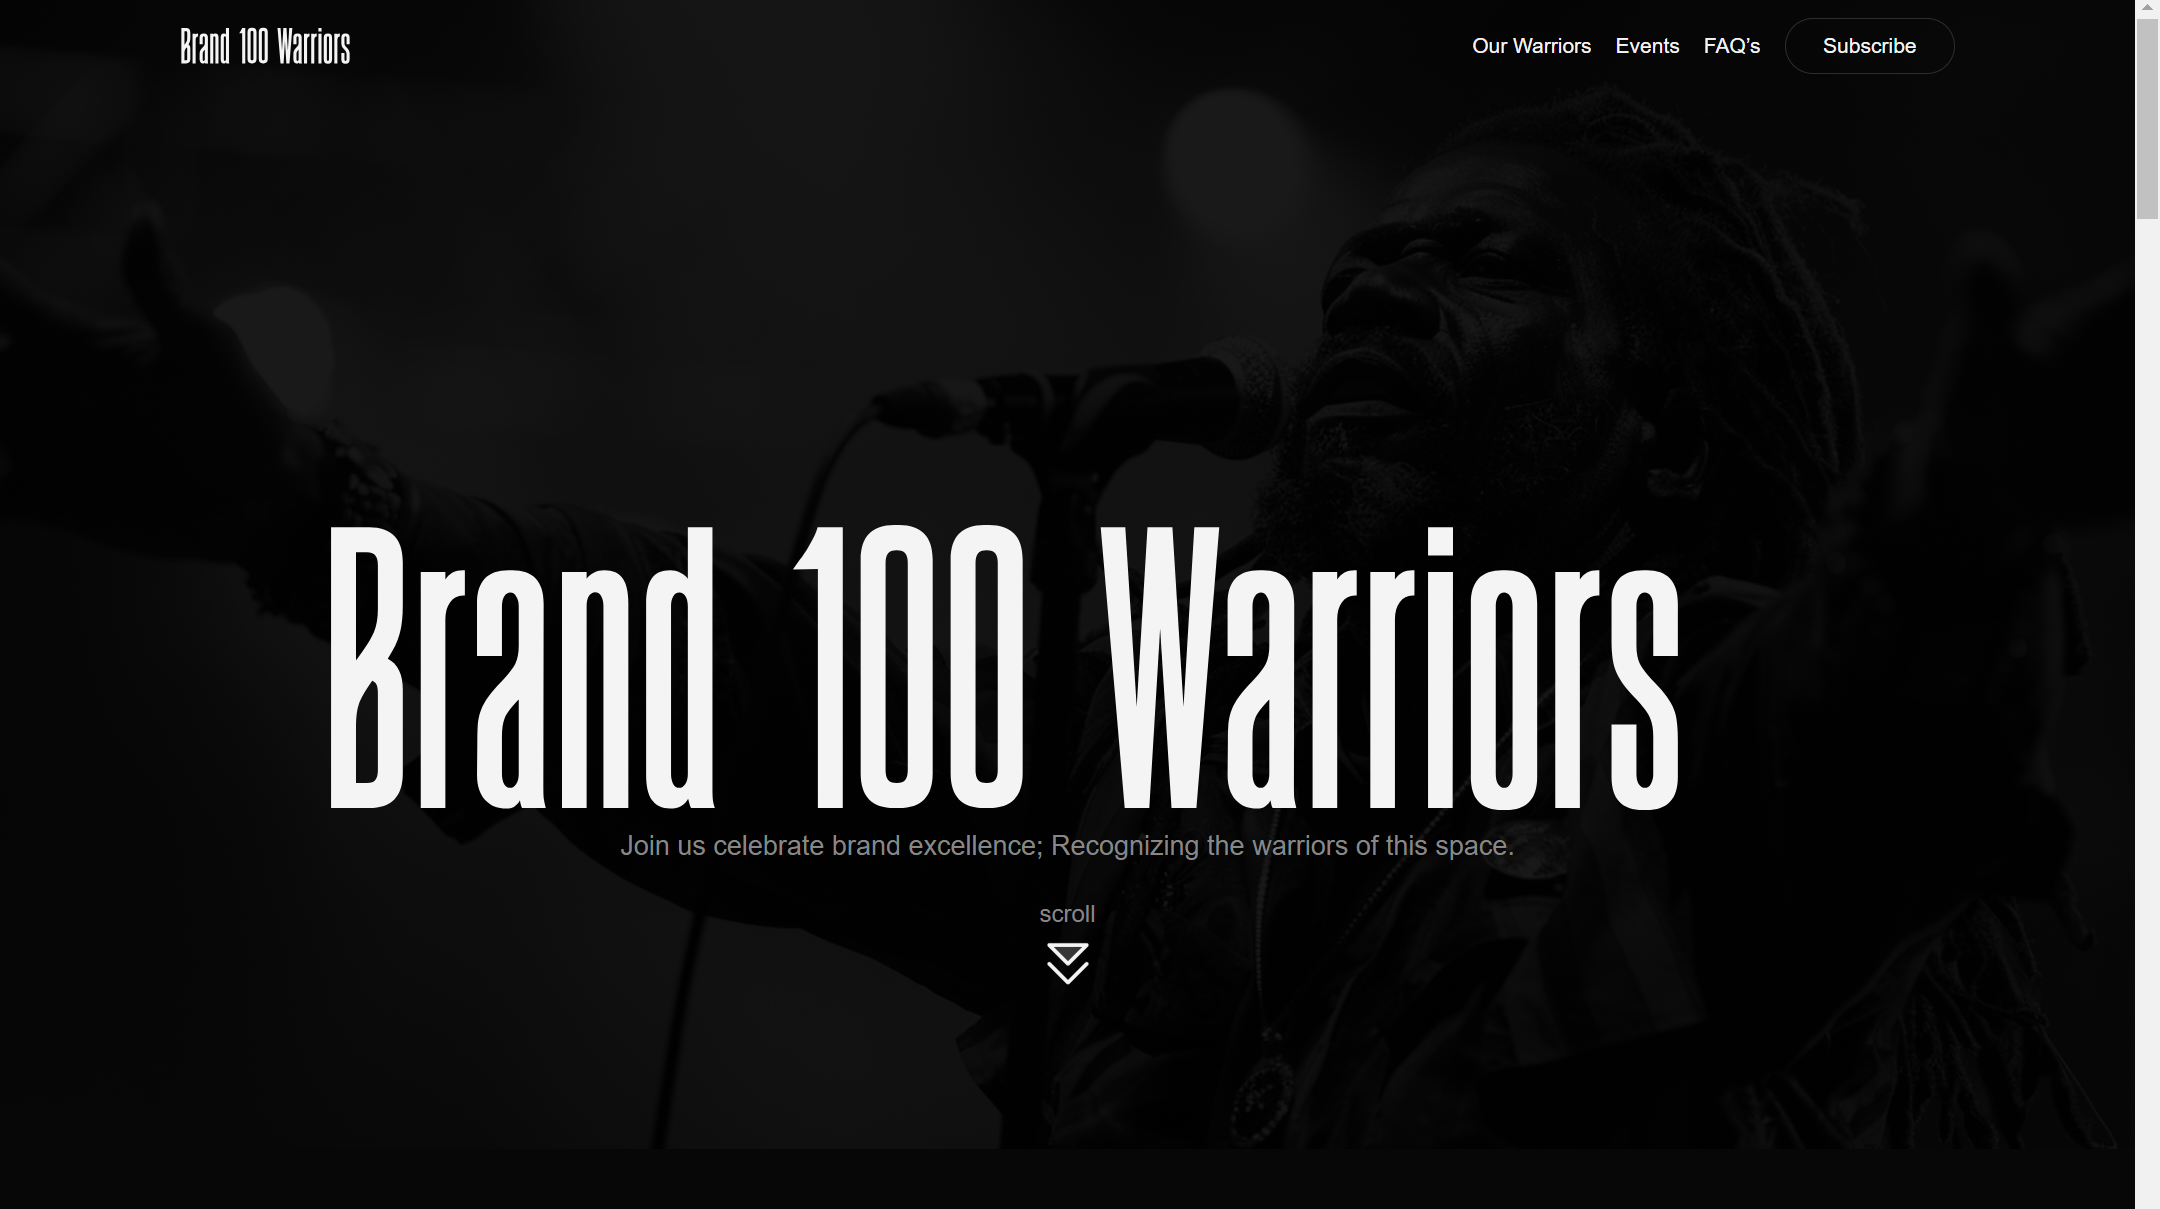 Brand 100 Warriors
Our Warriors Events FAQ’s Subscribe
Brand 100 Warriors
Join us celebrate brand excellence; Recognizing the warriors of this space.
scroll